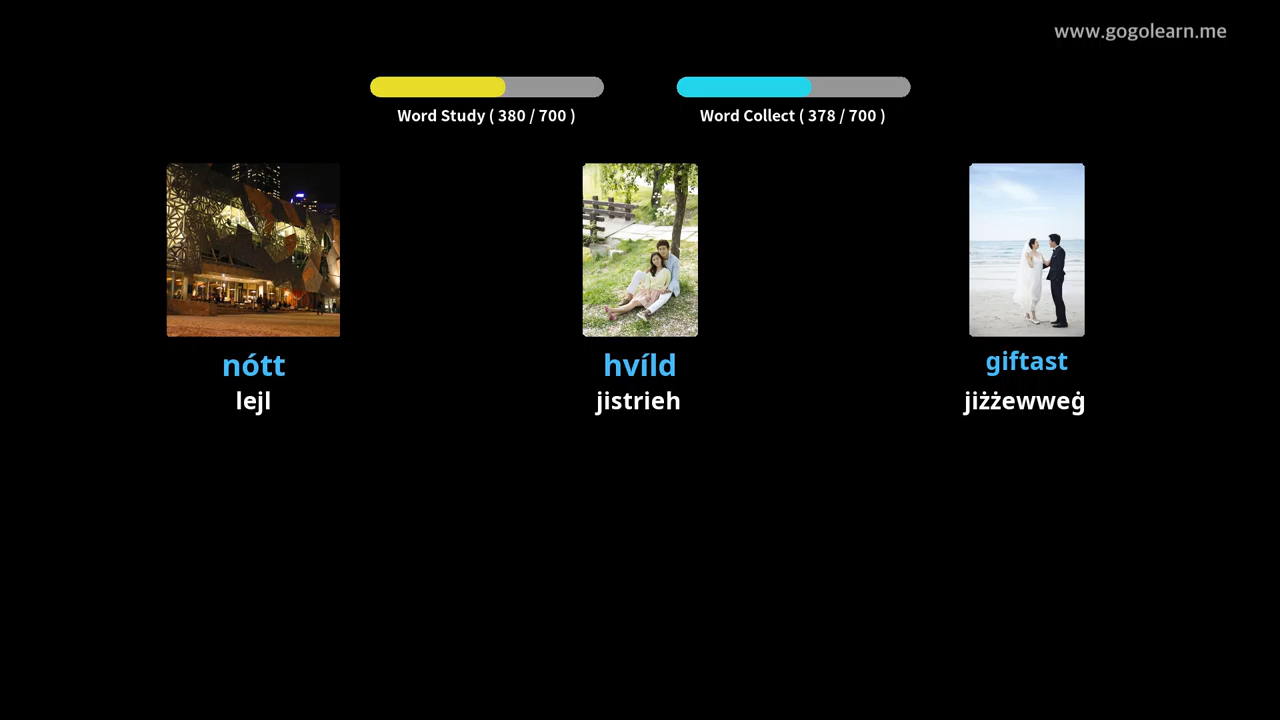 www.gogolearn.me
Word Study ( 380 / 700 )
Word Collect ( 378 / 700 )
nótt
hvíld
giftast
lejl
jistrieh
jiżżewweġ